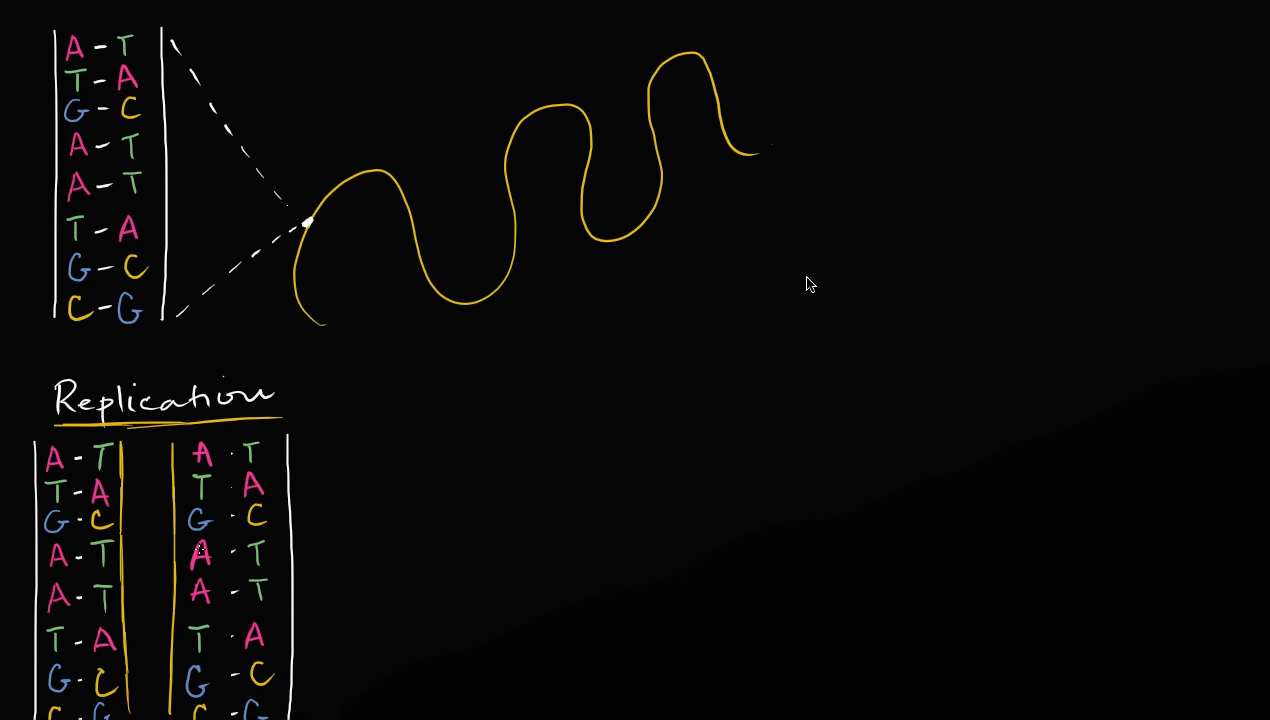 A - T
T - A
G - C
A - T
A - T
T - A
G - C
C - G
Replication
A - T A - T
T - A T - A
G - C G - C
A - T A - T
A - T A - T
T - A T - A
G - C G - C
C - G C - G